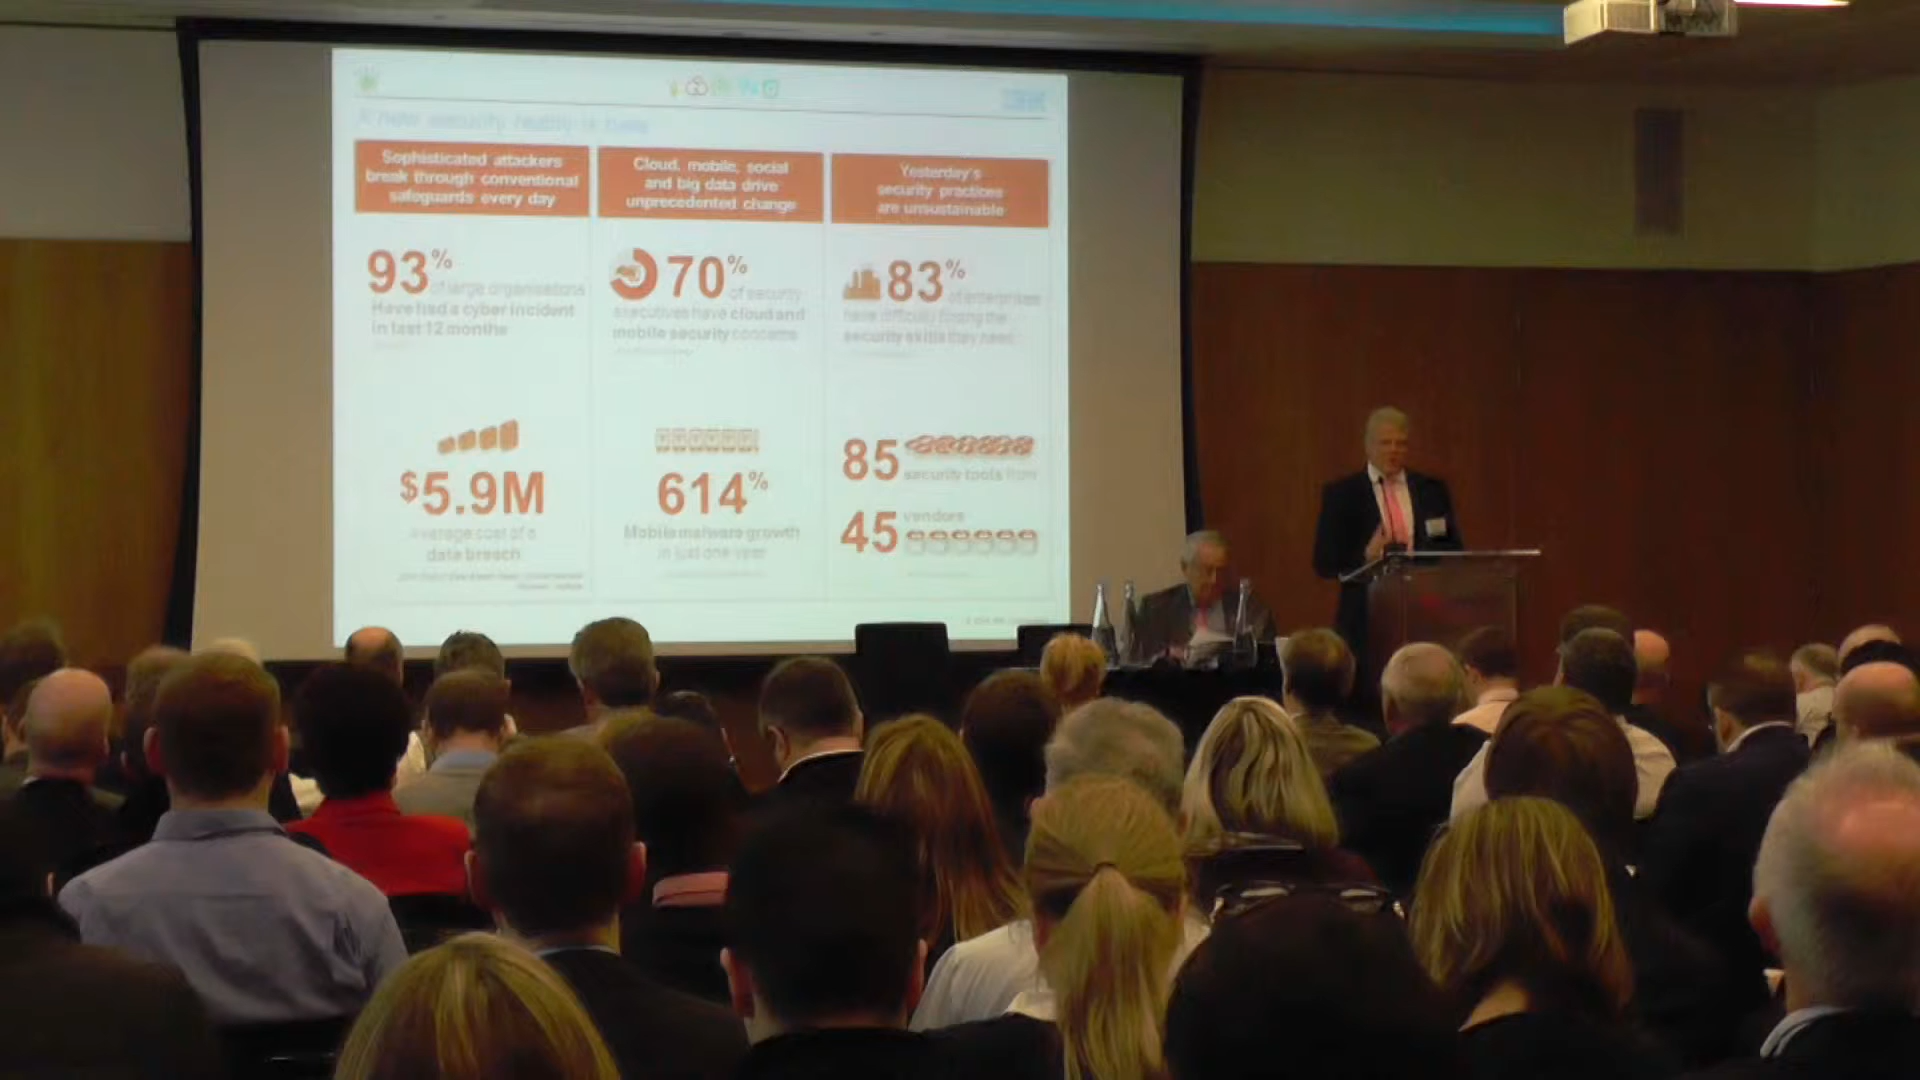 IBM
A new security reality is here
Sophisticated attackers
break through conventional
safeguards every day
93%
of large organisations
Have had a cyber incident
in last 12 months
$5.9M
average cost of a
data breach
Cloud, mobile, social
and big data drive
unprecedented change
70%
of security
executives have cloud and
mobile security concerns
614%
Mobile malware growth
in just one year
Yesterday's
security practices
are unsustainable
83%
of enterprises
have difficulty finding the
security skills they need
85
security tools from
45
vendors